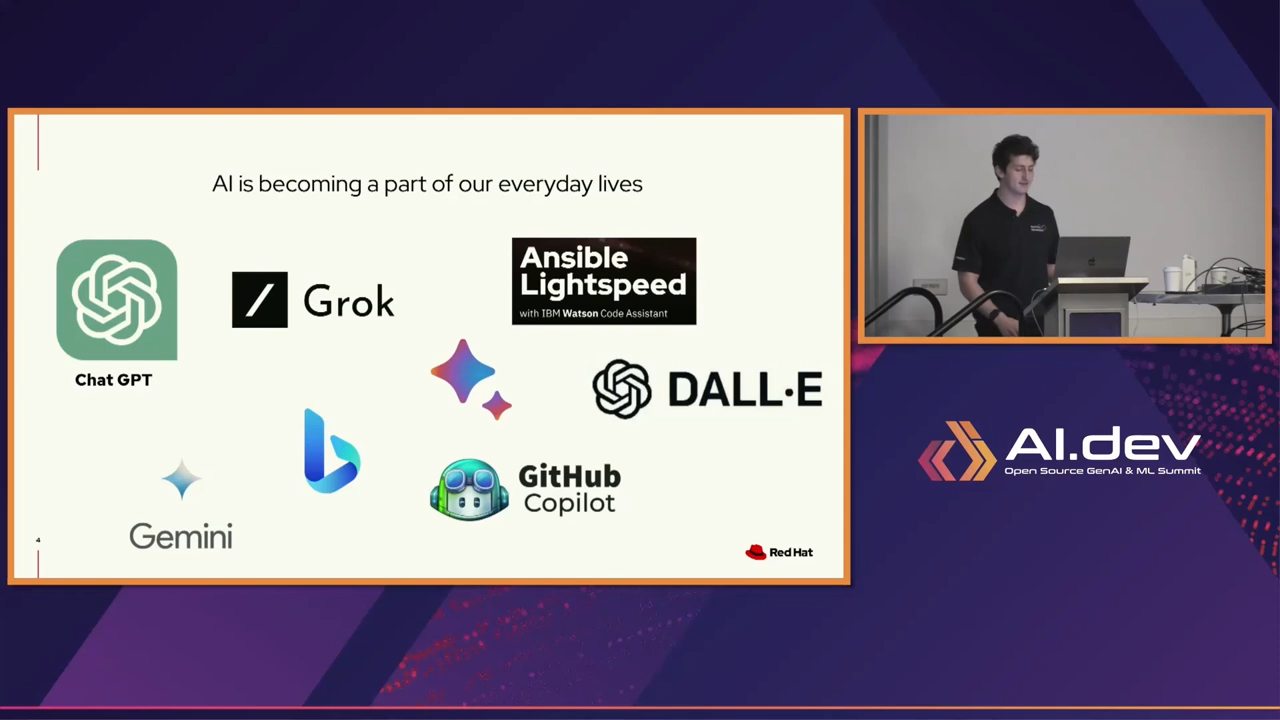 AI is becoming a part of our everyday lives
Chat GPT
Grok
Ansible
Lightspeed
with IBM Watson Code Assistant
DALL·E
GitHub
Copilot
Gemini
4
Red Hat
AI.dev
Open Source GenAI & ML Summit